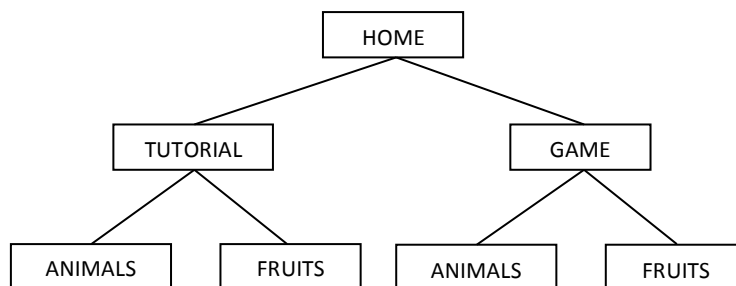 HOME
TUTORIAL
GAME
ANIMALS
FRUITS
ANIMALS
FRUITS